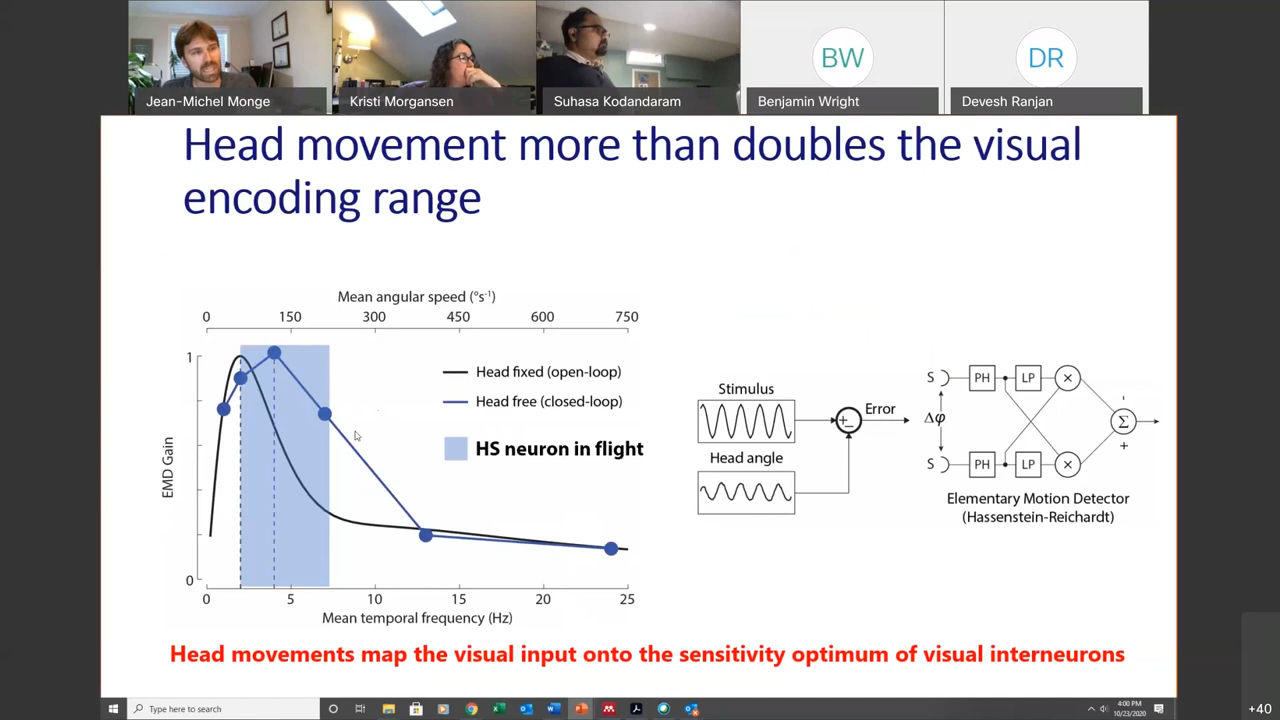 Jean-Michel Monge
Kristi Morgansen
Suhasa Kodandaram
BW
Benjamin Wright
DR
Devesh Ranjan
Head movement more than doubles the visual
encoding range
Mean angular speed (°s⁻¹)
0 150 300 450 600 750
1
0
EMD Gain
Head fixed (open-loop)
Head free (closed-loop)
HS neuron in flight
0 5 10 15 20 25
Mean temporal frequency (Hz)
Stimulus
Head angle
+
−
Error
S PH LP ×
Δφ
S PH LP ×
-
Σ
+
Elementary Motion Detector
(Hassenstein-Reichardt)
Head movements map the visual input onto the sensitivity optimum of visual interneurons
Type here to search
4:00 PM
10/23/2020
+40